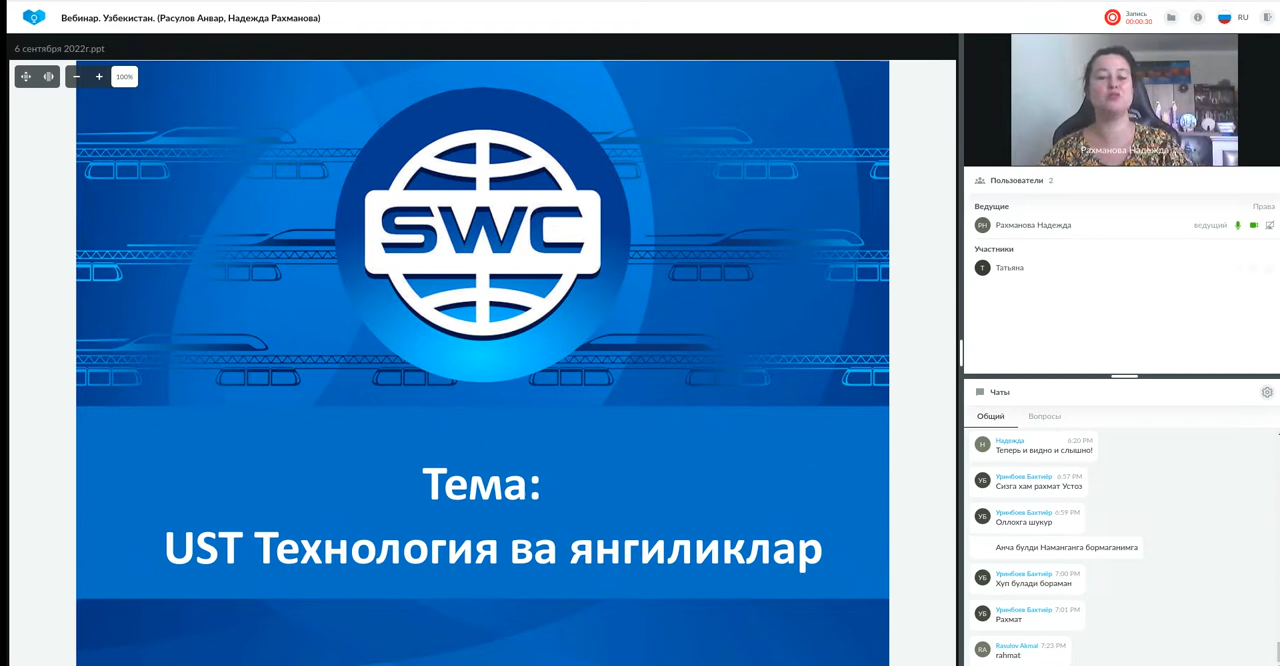 Вебинар. Узбекистан. (Расулов Анвар, Надежда Рахманова)
Запись
00:00:30
RU
6 сентября 2022г.ppt
100%
SWC
Тема:
UST Технология ва янгиликлар
Рахманова Надежда
Пользователи 2
Ведущие Права
РН Рахманова Надежда ведущий
Участники
Т Татьяна
Чаты
Общий Вопросы
Н Надежда 6:20 PM
Теперь и видно и слышно!
УБ Уринбоев Бахтиёр 6:57 PM
Сизга хам рахмат Устоз
УБ Уринбоев Бахтиёр 6:59 PM
Оллохга шукур
Анча булди Наманганга бормаганимга
УБ Уринбоев Бахтиёр 7:00 PM
Хуп булади бораман
УБ Уринбоев Бахтиёр 7:01 PM
Рахмат
RA Rasulov Akmal 7:23 PM
rahmat